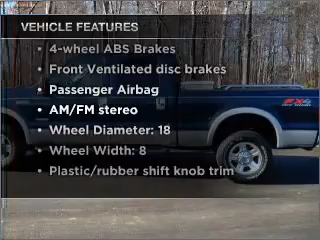 VEHICLE FEATURES
• 4-wheel ABS Brakes
• Front Ventilated disc brakes
• Passenger Airbag
• AM/FM stereo
• Wheel Diameter: 18
• Wheel Width: 8
• Plastic/rubber shift knob trim
FX4